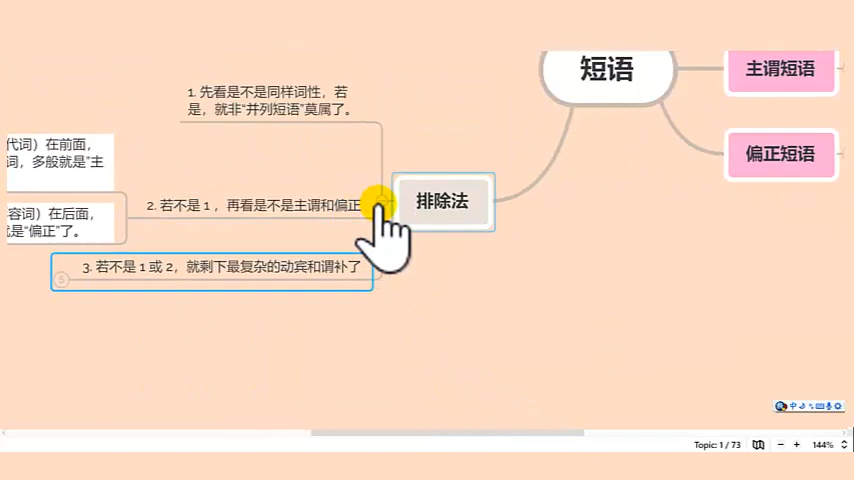 短语
主谓短语
偏正短语
排除法
1. 先看是不是同样词性，若
是，就非“并列短语”莫属了。
2. 若不是 1 ，再看是不是主谓和偏正
代词）在前面，
词，多般就是"主
容词）在后面，
就是“偏正”了。
3. 若不是 1 或 2，就剩下最复杂的动宾和谓补了
5
中
Topic: 1 / 73
144%